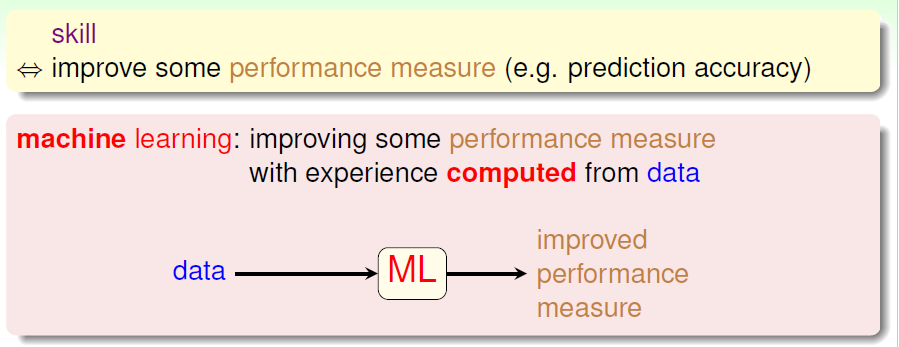 skill
⇔ improve some performance measure (e.g. prediction accuracy)
machine learning: improving some performance measure
with experience computed from data
data
ML
improved
performance
measure